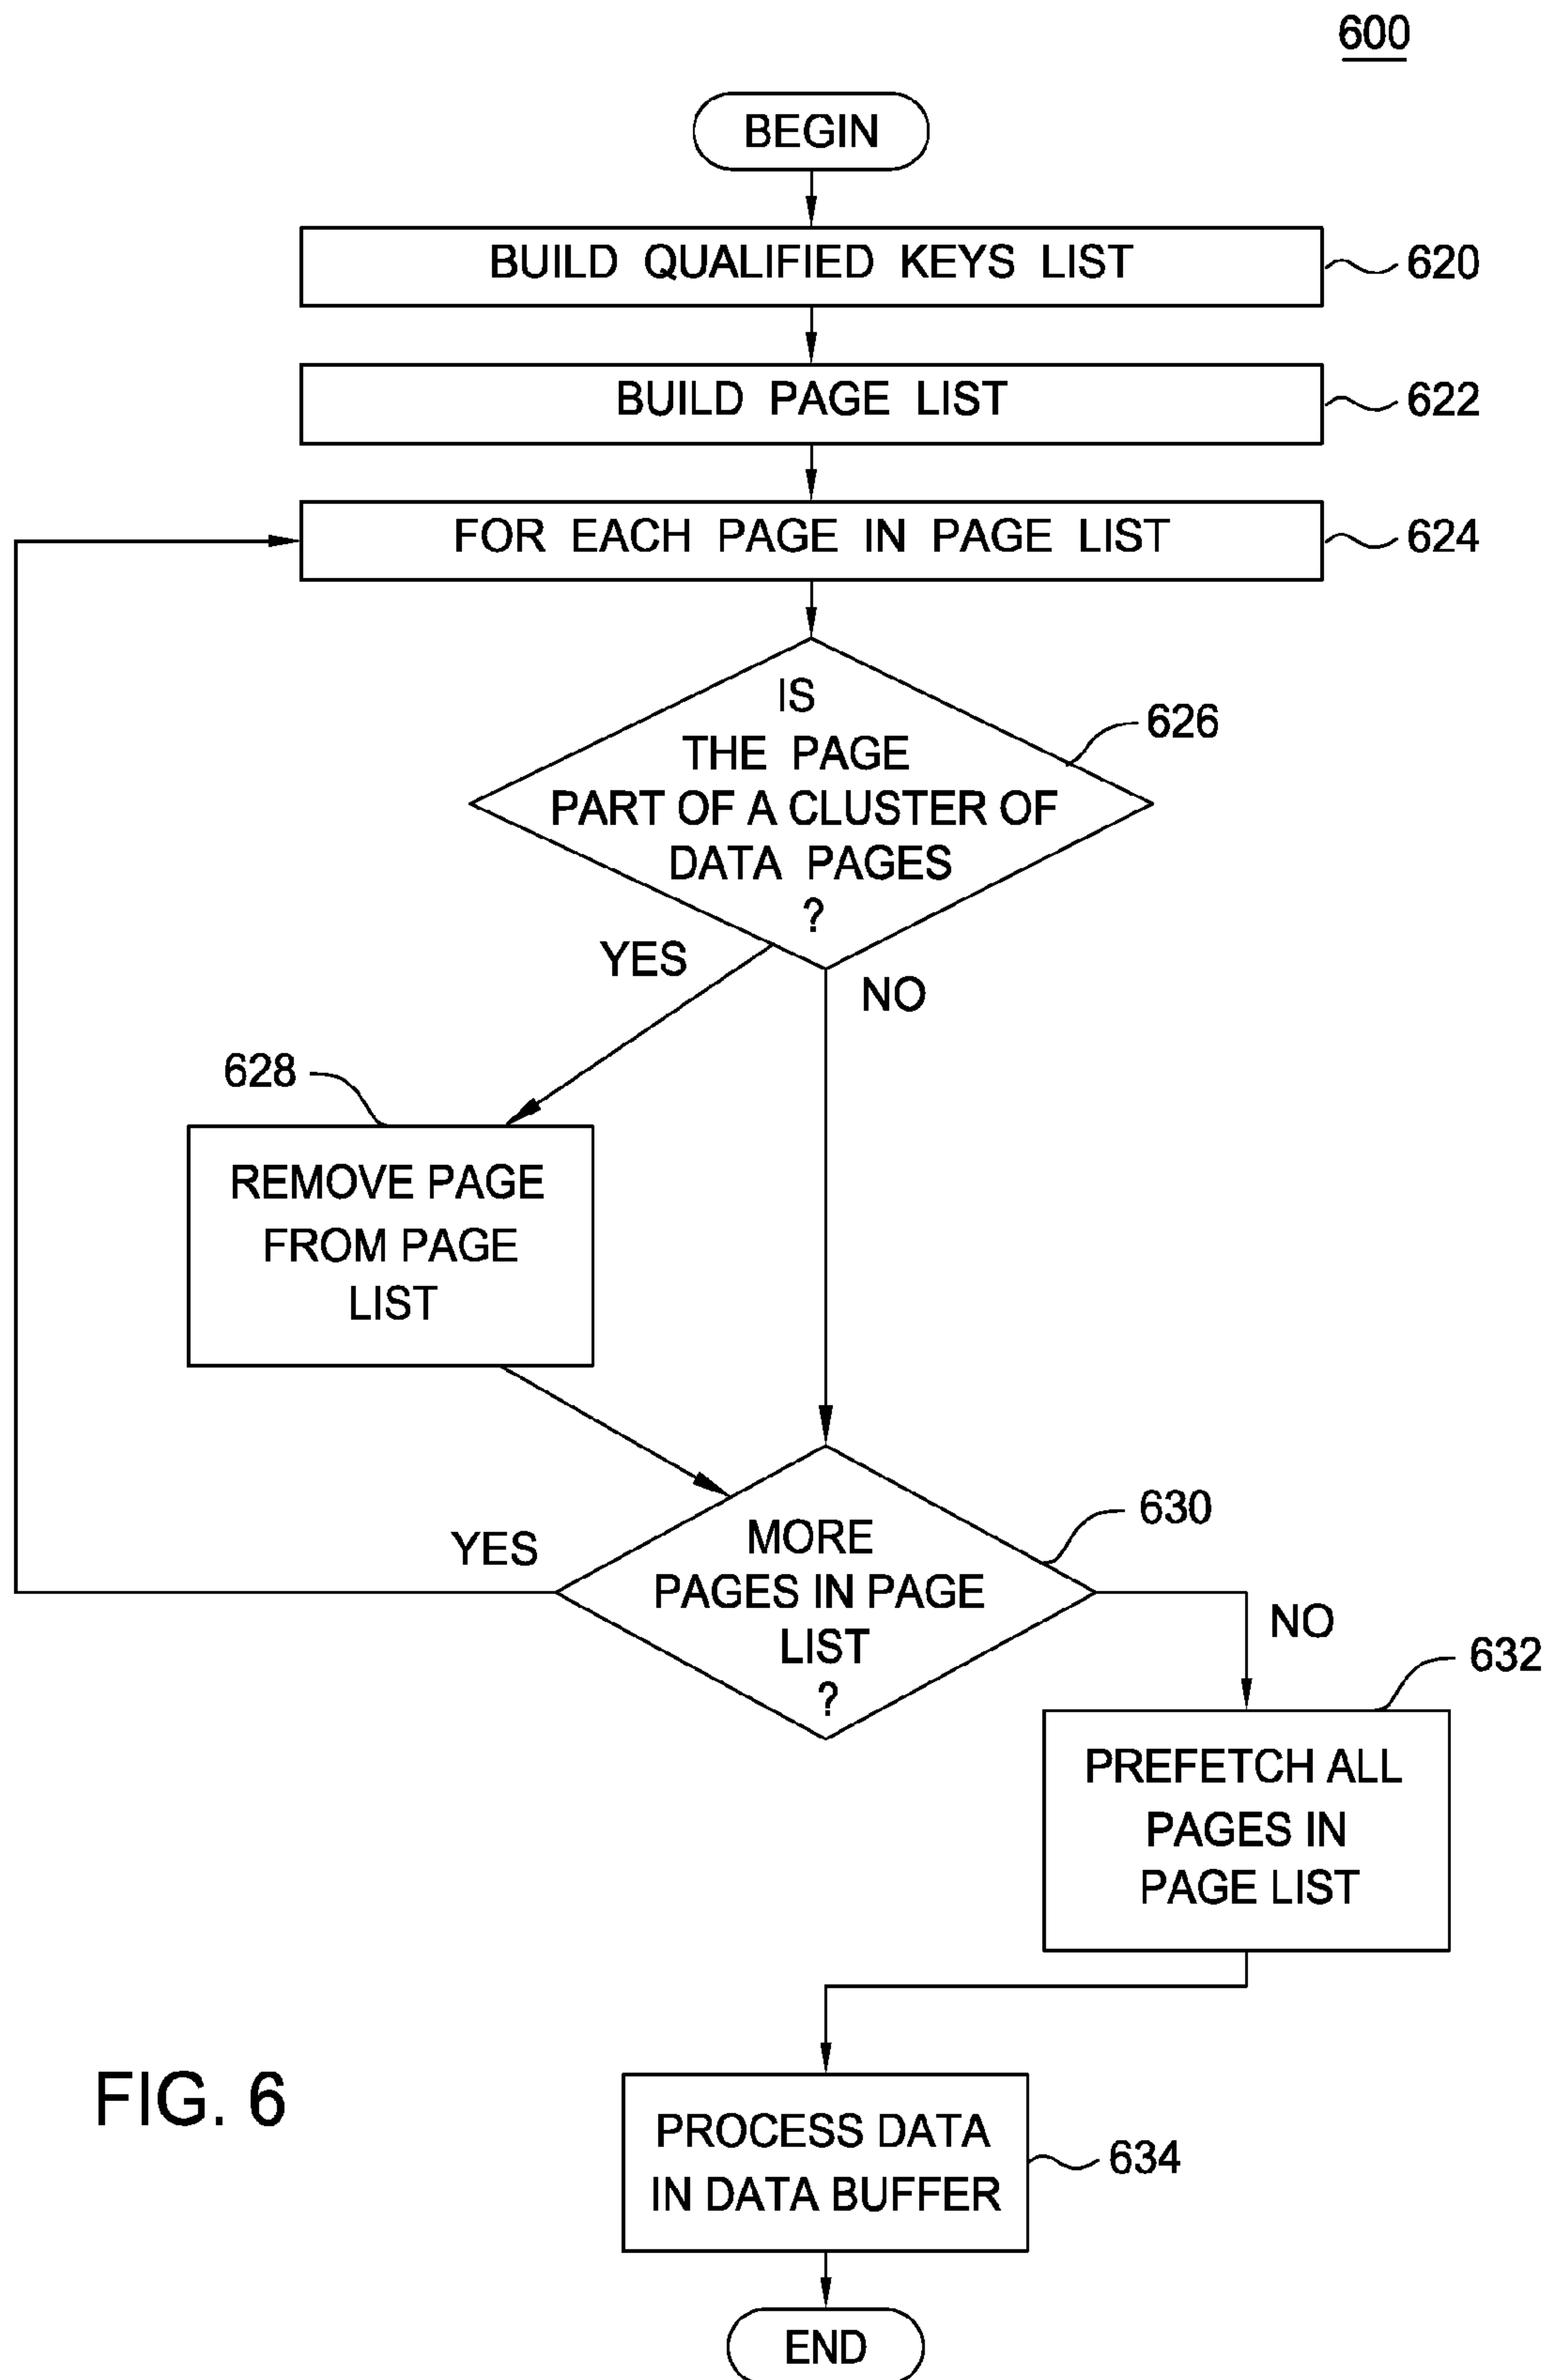 600
BEGIN
BUILD QUALIFIED KEYS LIST
620
BUILD PAGE LIST
622
FOR EACH PAGE IN PAGE LIST
624
IS
THE PAGE
PART OF A CLUSTER OF
DATA PAGES
?
626
YES
NO
628
REMOVE PAGE
FROM PAGE
LIST
MORE
PAGES IN PAGE
LIST
?
630
YES
NO
632
PREFETCH ALL
PAGES IN
PAGE LIST
PROCESS DATA
IN DATA BUFFER
634
FIG. 6
END